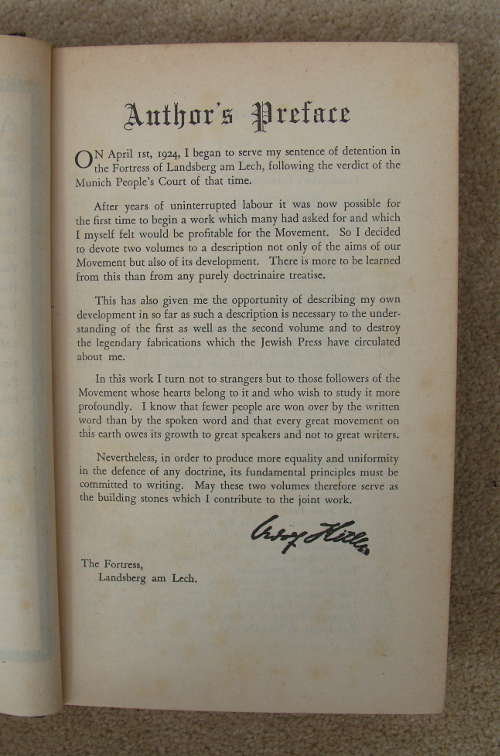 Author's Preface
ON April 1st, 1924, I began to serve my sentence of detention in
the Fortress of Landsberg am Lech, following the verdict of the
Munich People's Court of that time.
After years of uninterrupted labour it was now possible for
the first time to begin a work which many had asked for and which
I myself felt would be profitable for the Movement. So I decided
to devote two volumes to a description not only of the aims of our
Movement but also of its development. There is more to be learned
from this than from any purely doctrinaire treatise.
This has also given me the opportunity of describing my own
development in so far as such a description is necessary to the under-
standing of the first as well as the second volume and to destroy
the legendary fabrications which the Jewish Press have circulated
about me.
In this work I turn not to strangers but to those followers of the
Movement whose hearts belong to it and who wish to study it more
profoundly. I know that fewer people are won over by the written
word than by the spoken word and that every great movement on
this earth owes its growth to great speakers and not to great writers.
Nevertheless, in order to produce more equality and uniformity
in the defence of any doctrine, its fundamental principles must be
committed to writing. May these two volumes therefore serve as
the building stones which I contribute to the joint work.
Adolf Hitler
The Fortress,
Landsberg am Lech.